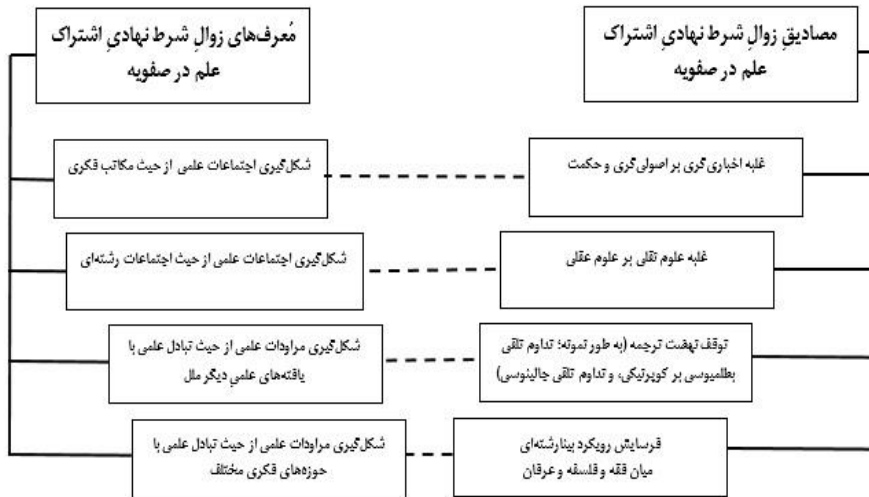 مصادیقِ زوالِ شرط نهادیِ اشتراک
علم در صفویه
مُعرف‌های زوالِ شرط نهادیِ اشتراک
علم در صفویه
غلبه اخباری‌گری بر اصولی‌گری و حکمت
شکل‌گیری اجتماعات علمی از حیث مکاتب فکری
غلبه علوم نقلی بر علوم عقلی
شکل‌گیری اجتماعات علمی از حیث اجتماعات رشته‌ای
توقف نهضت ترجمه (به طور نمونه؛ تداوم تلقی
بطلمیوسی بر کوپرنیکی، و تداوم تلقی جالینوسی)
شکل‌گیری مراودات علمی از حیث تبادل علمی با
یافته‌های علمیِ دیگر ملل
فرسایش رویکرد بینارشته‌ای
میان فقه و فلسفه و عرفان
شکل‌گیری مراودات علمی از حیث تبادل علمی با
حوزه‌های فکری مختلف